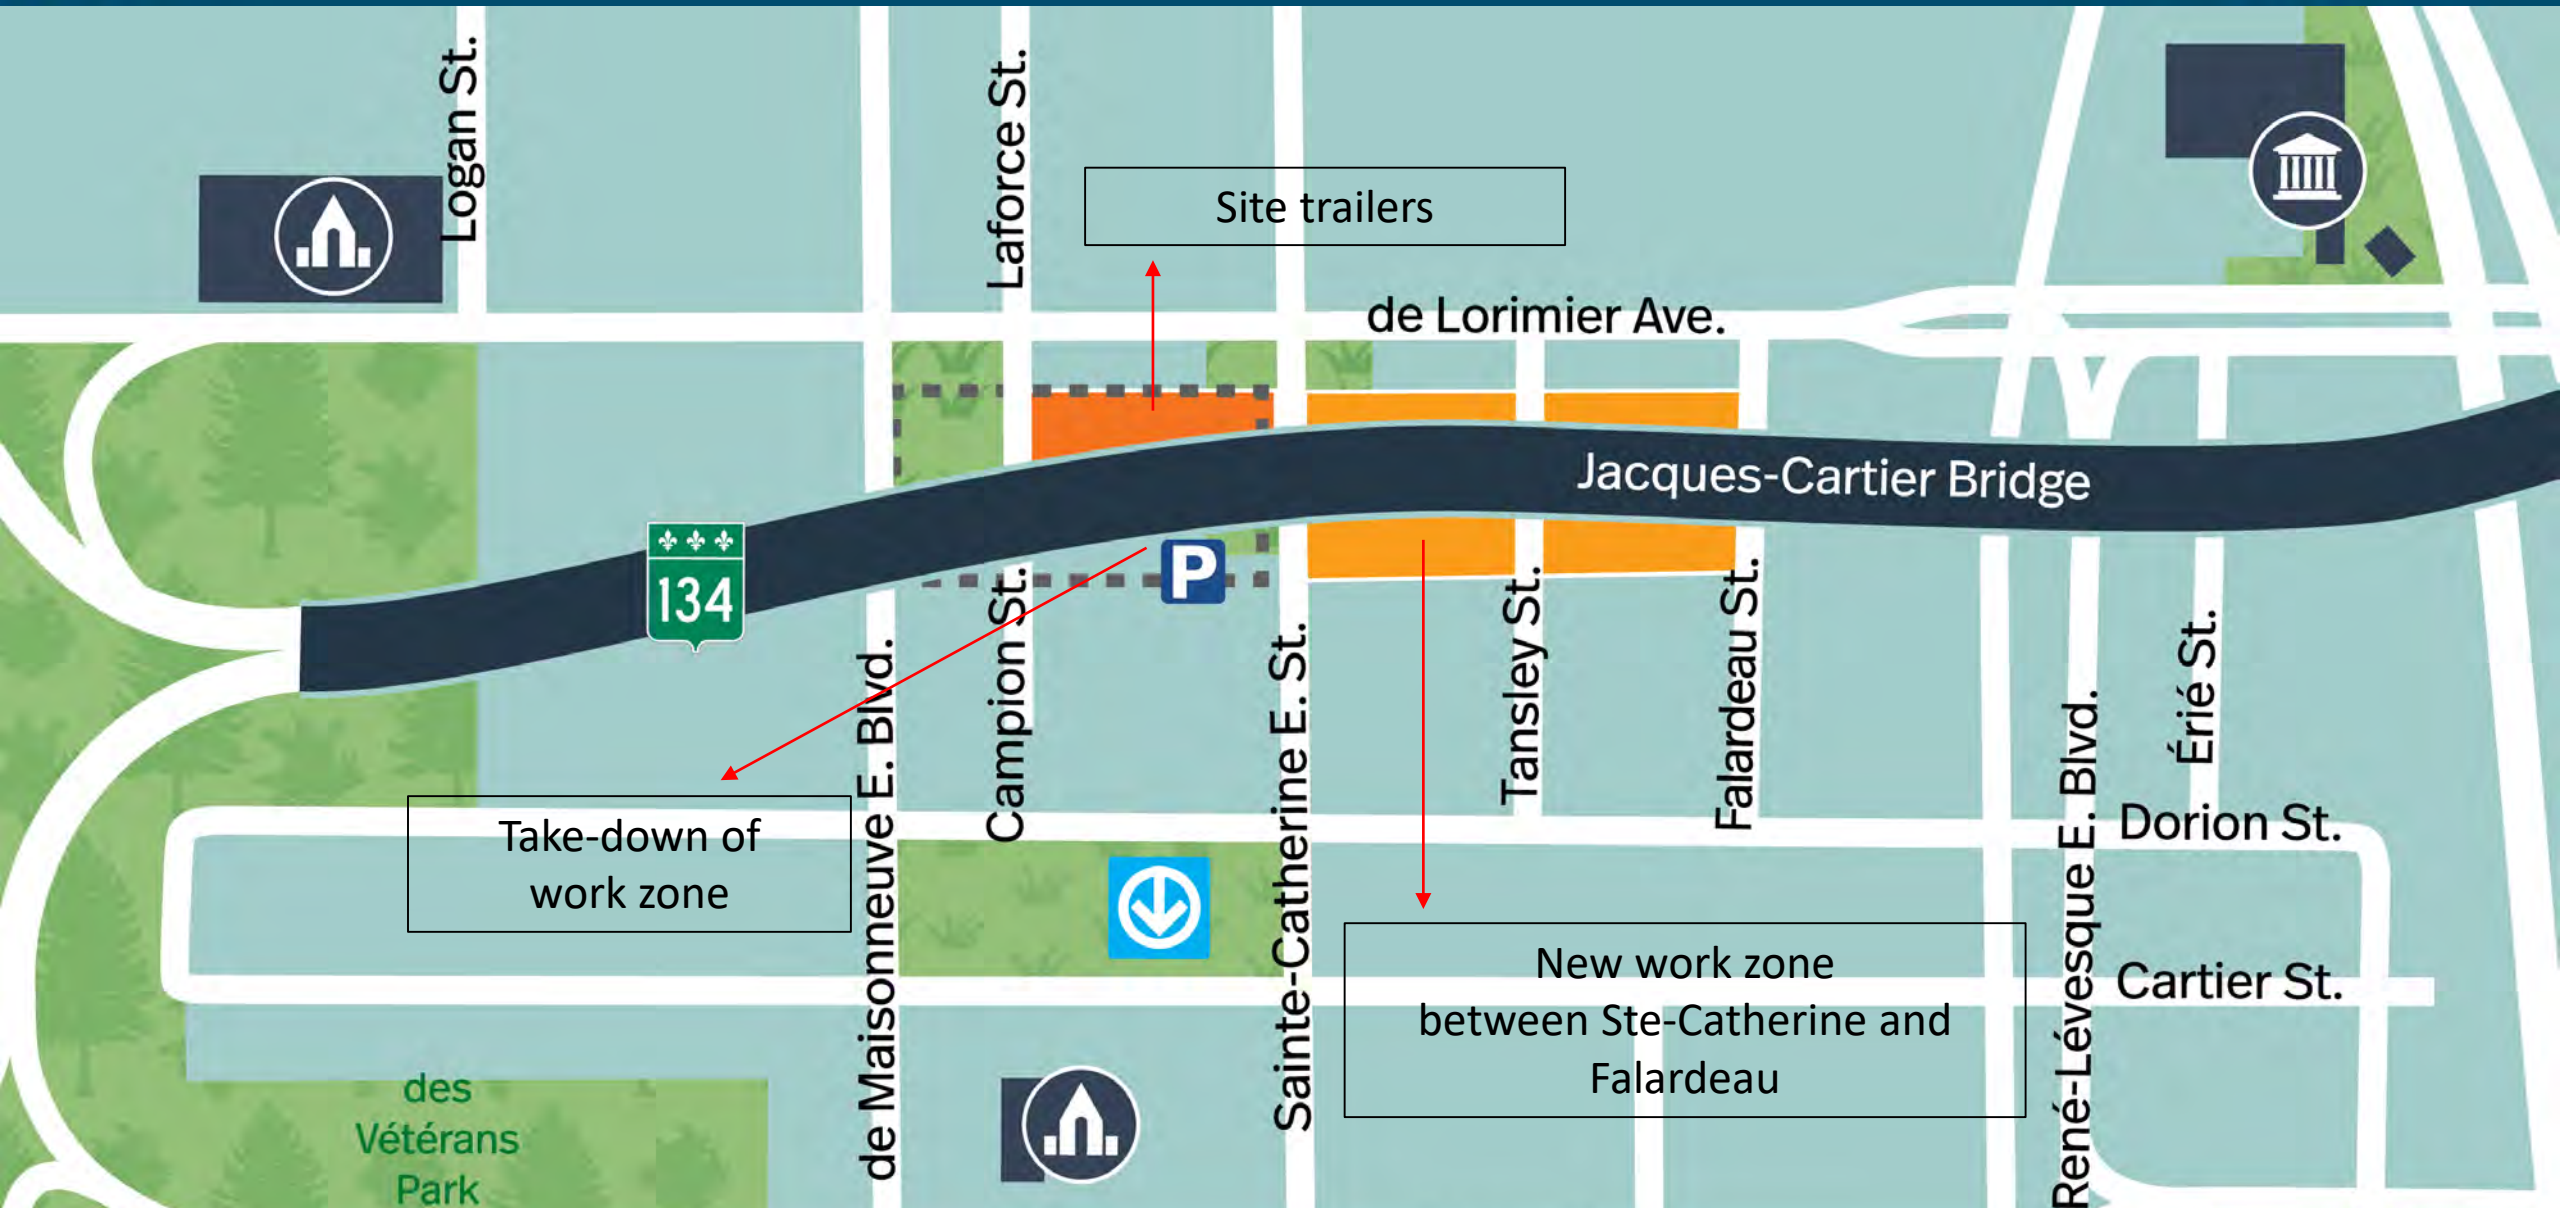 Logan St.
Laforce St.
Site trailers
de Lorimier Ave.
Jacques-Cartier Bridge
134
P
Campion St.
de Maisonneuve E. Blvd.
Sainte-Catherine E. St.
Tansley St.
Falardeau St.
René-Lévesque E. Blvd.
Érié St.
Take-down of
work zone
Dorion St.
New work zone
between Ste-Catherine and
Falardeau
Cartier St.
des
Vétérans
Park